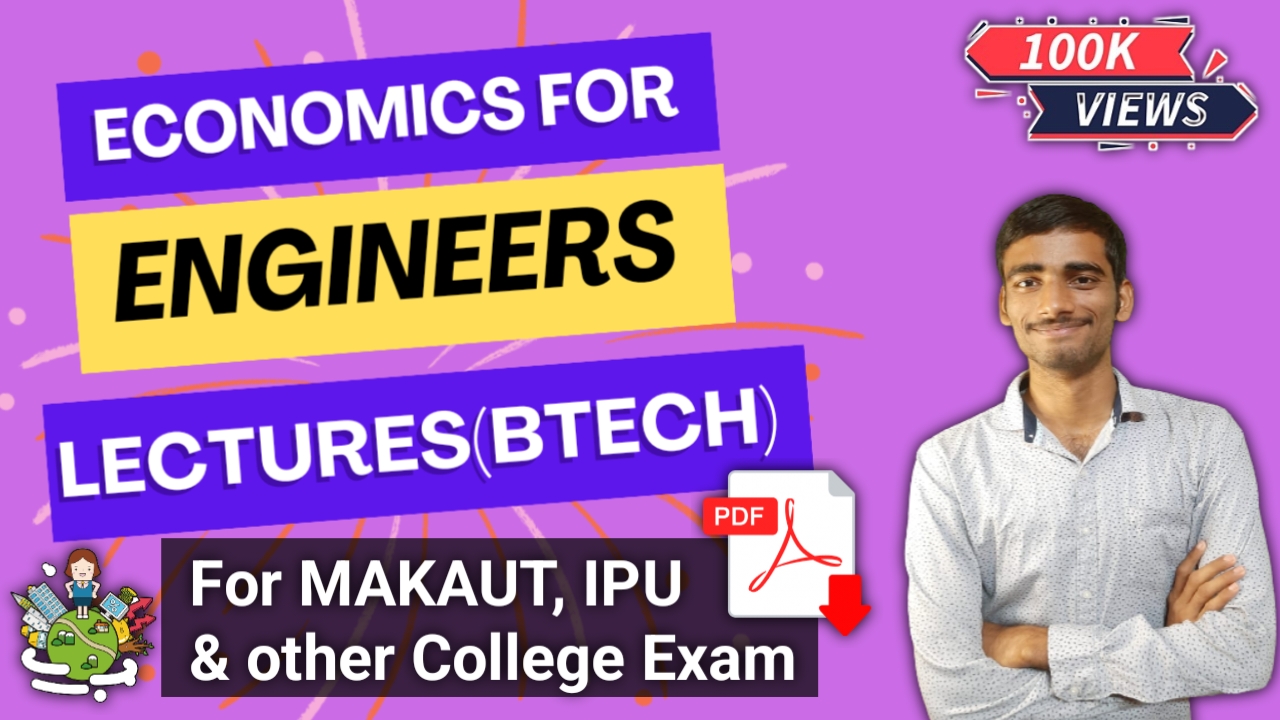 ECONOMICS FOR
ENGINEERS
LECTURES(BTECH)
For MAKAUT, IPU
& other College Exam
PDF
100K
VIEWS